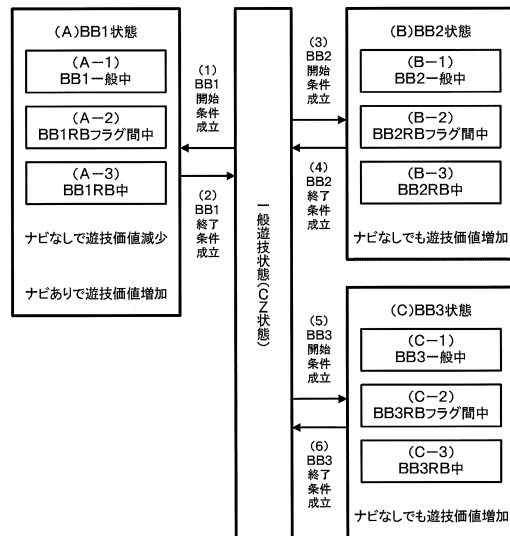 (A)BB1状態
(A-1)
BB1一般中
(A-2)
BB1RBフラグ間中
(A-3)
BB1RB中
ナビなしで遊技価値減少
ナビありで遊技価値増加
(1)
BB1
開始
条件
成立
(2)
BB1
終了
条件
成立
一般遊技状態(CZ状態)
(3)
BB2
開始
条件
成立
(4)
BB2
終了
条件
成立
(B)BB2状態
(B-1)
BB2一般中
(B-2)
BB2RBフラグ間中
(B-3)
BB2RB中
ナビなしでも遊技価値増加
(5)
BB3
開始
条件
成立
(6)
BB3
終了
条件
成立
(C)BB3状態
(C-1)
BB3一般中
(C-2)
BB3RBフラグ間中
(C-3)
BB3RB中
ナビなしでも遊技価値増加